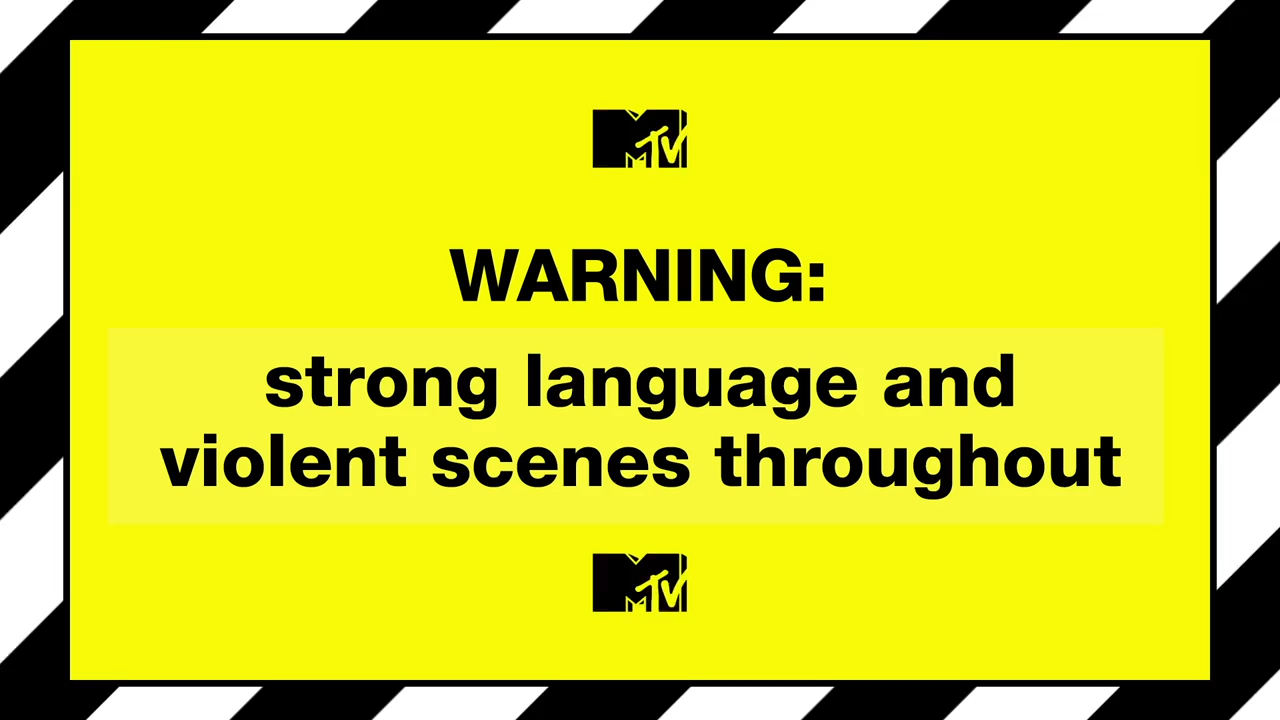 MTV
WARNING:
strong language and
violent scenes throughout
MTV